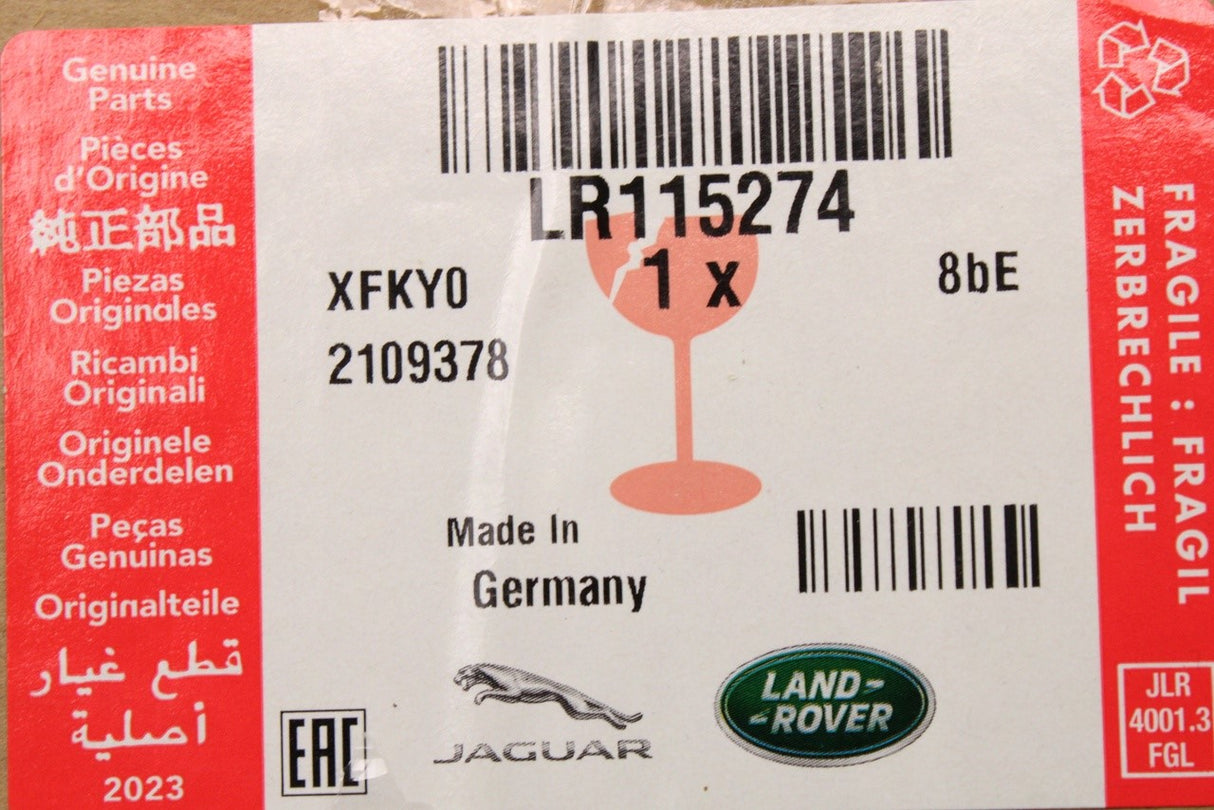 Genuine
Parts
Pièces
d'Origine
純正部品
Piezas
Originales
Ricambi
Originali
Originele
Onderdelen
Peças
Genuinas
Originalteile
قطع غيار
أصلية
2023
LR115274
1 x
XFKY0
8bE
2109378
Made In
Germany
EAC
JAGUAR
LAND-
-ROVER
FRAGILE : FRAGIL
ZERBRECHLICH
JLR
4001.3
FGL